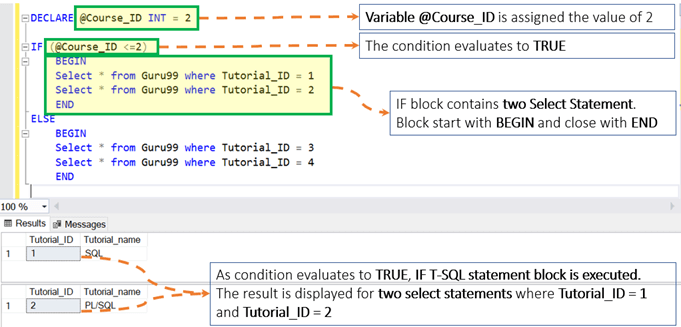 DECLARE @Course_ID INT = 2
Variable @Course_ID is assigned the value of 2
IF (@Course_ID <=2)
The condition evaluates to TRUE
BEGIN
Select * from Guru99 where Tutorial_ID = 1
Select * from Guru99 where Tutorial_ID = 2
END
IF block contains two Select Statement.
Block start with BEGIN and close with END
ELSE
BEGIN
Select * from Guru99 where Tutorial_ID = 3
Select * from Guru99 where Tutorial_ID = 4
END
100 %
Results Messages
Tutorial_ID Tutorial_name
1 1 SQL
As condition evaluates to TRUE, IF T-SQL statement block is executed.
The result is displayed for two select statements where Tutorial_ID = 1
and Tutorial_ID = 2
Tutorial_ID Tutorial_name
1 2 PL/SQL